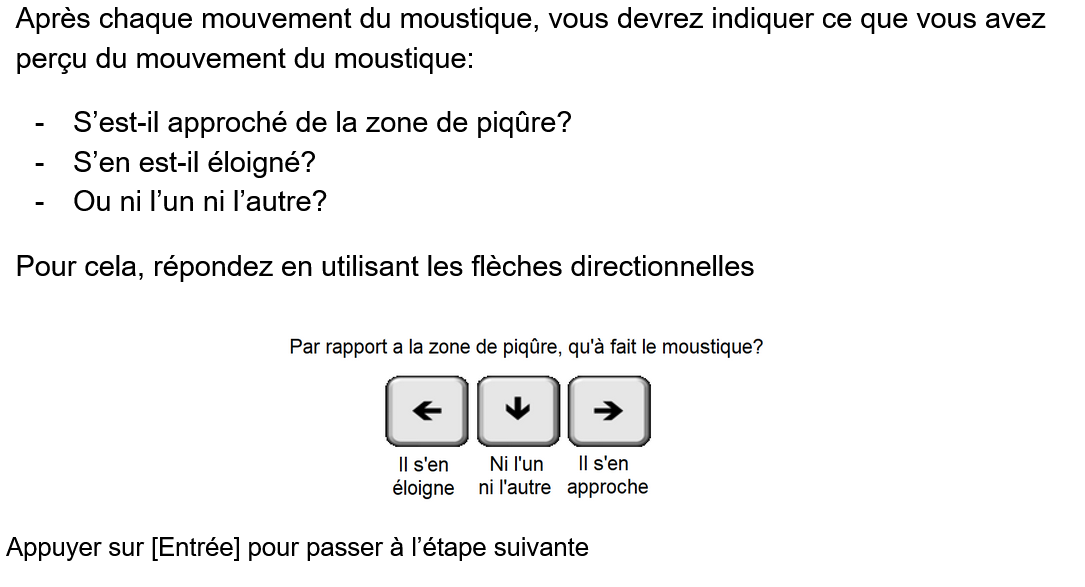 Après chaque mouvement du moustique, vous devrez indiquer ce que vous avez
perçu du mouvement du moustique:
- S’est-il approché de la zone de piqûre?
- S’en est-il éloigné?
- Ou ni l’un ni l’autre?
Pour cela, répondez en utilisant les flèches directionnelles
Par rapport a la zone de piqûre, qu'à fait le moustique?
← ↓ →
Il s'en Ni l'un Il s'en
éloigne ni l'autre approche
Appuyer sur [Entrée] pour passer à l’étape suivante